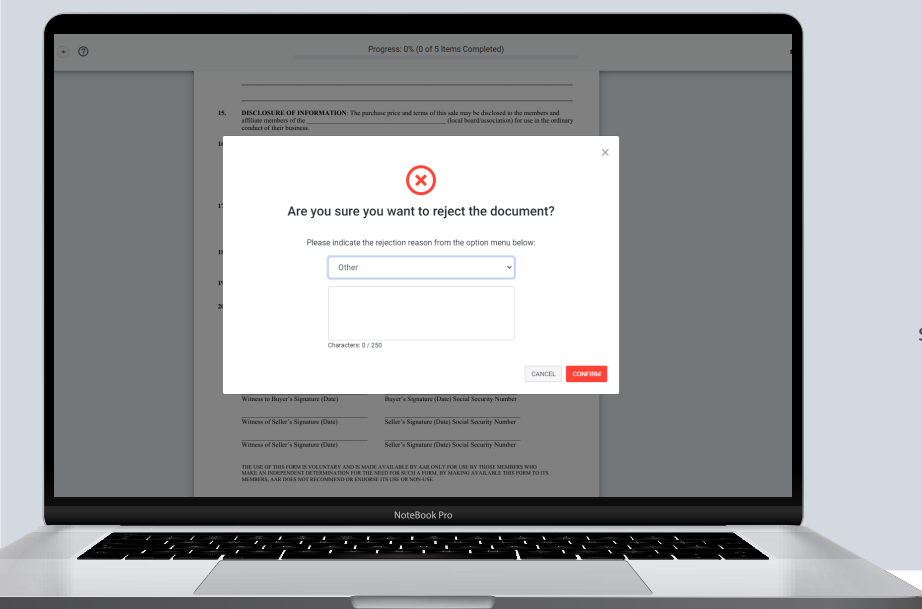 Progress: 0% (0 of 5 Items Completed)
15. DISCLOSURE OF INFORMATION: The purchase price and terms of this sale may be disclosed to the members and
affiliate members of the (local board/association) for use in the ordinary
conduct of their business.
Are you sure you want to reject the document?
Please indicate the rejection reason from the option menu below:
Other
Characters: 0 / 250
CANCEL CONFIRM
Witness to Buyer's Signature (Date) Buyer's Signature (Date) Social Security Number
Witness of Seller's Signature (Date) Seller's Signature (Date) Social Security Number
Witness of Seller's Signature (Date) Seller's Signature (Date) Social Security Number
THE USE OF THIS FORM IS VOLUNTARY AND IS MADE AVAILABLE BY AAR ONLY FOR USE BY THOSE MEMBERS WHO
MAKE AN INDEPENDENT DETERMINATION FOR THE NEED FOR SUCH A FORM. BY MAKING AVAILABLE THIS FORM TO ITS
MEMBERS, AAR DOES NOT RECOMMEND OR ENDORSE ITS USE OR NON-USE.
NoteBook Pro